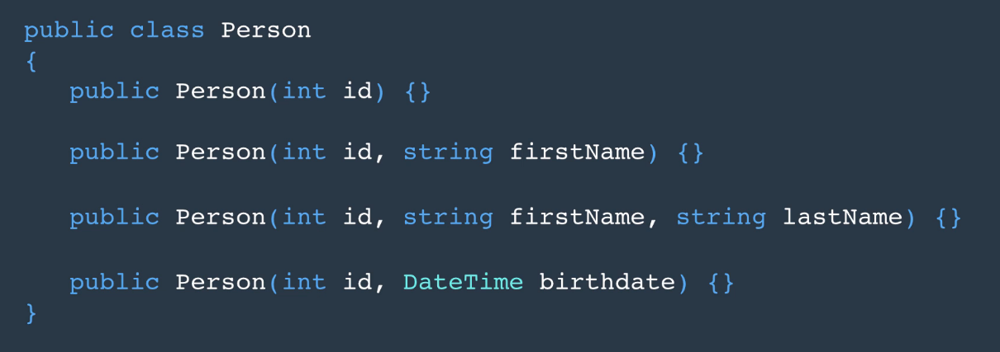 public class Person
{
public Person(int id) {}
public Person(int id, string firstName) {}
public Person(int id, string firstName, string lastName) {}
public Person(int id, DateTime birthdate) {}
}